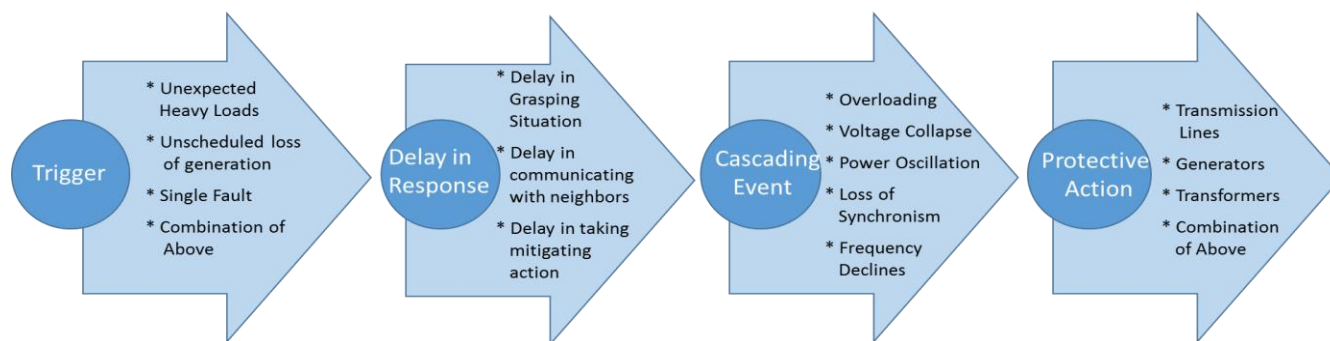 Trigger
* Unexpected
Heavy Loads
* Unscheduled loss
of generation
* Single Fault
* Combination of
Above
Delay in
Response
* Delay in
Grasping
Situation
* Delay in
communicating
with neighbors
* Delay in taking
mitigating
action
Cascading
Event
* Overloading
* Voltage Collapse
* Power Oscillation
* Loss of
Synchronism
* Frequency
Declines
Protective
Action
* Transmission
Lines
* Generators
* Transformers
* Combination
of Above